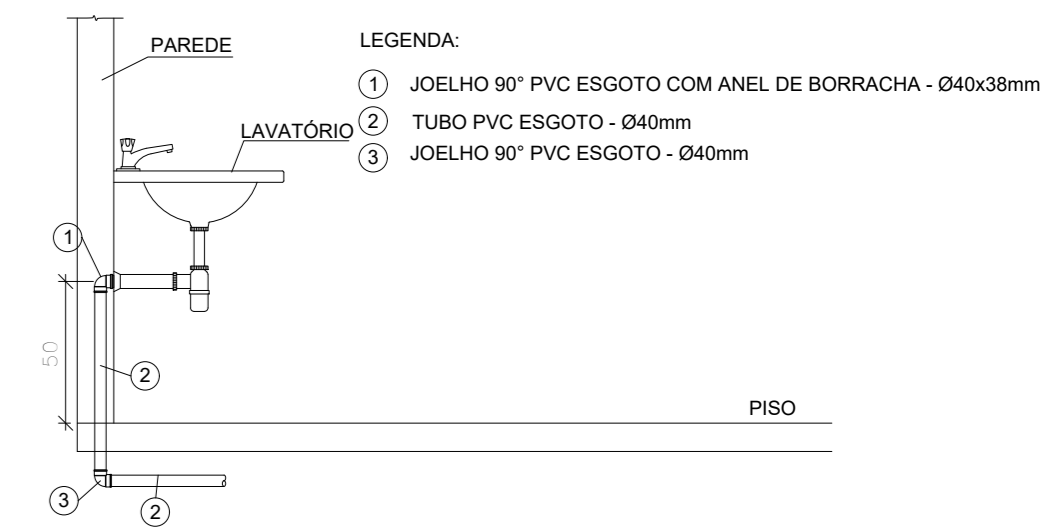 PAREDE
LEGENDA:
1 JOELHO 90° PVC ESGOTO COM ANEL DE BORRACHA - Ø40x38mm
2 TUBO PVC ESGOTO - Ø40mm
LAVATÓRIO
3 JOELHO 90° PVC ESGOTO - Ø40mm
1
50
2
PISO
3
2